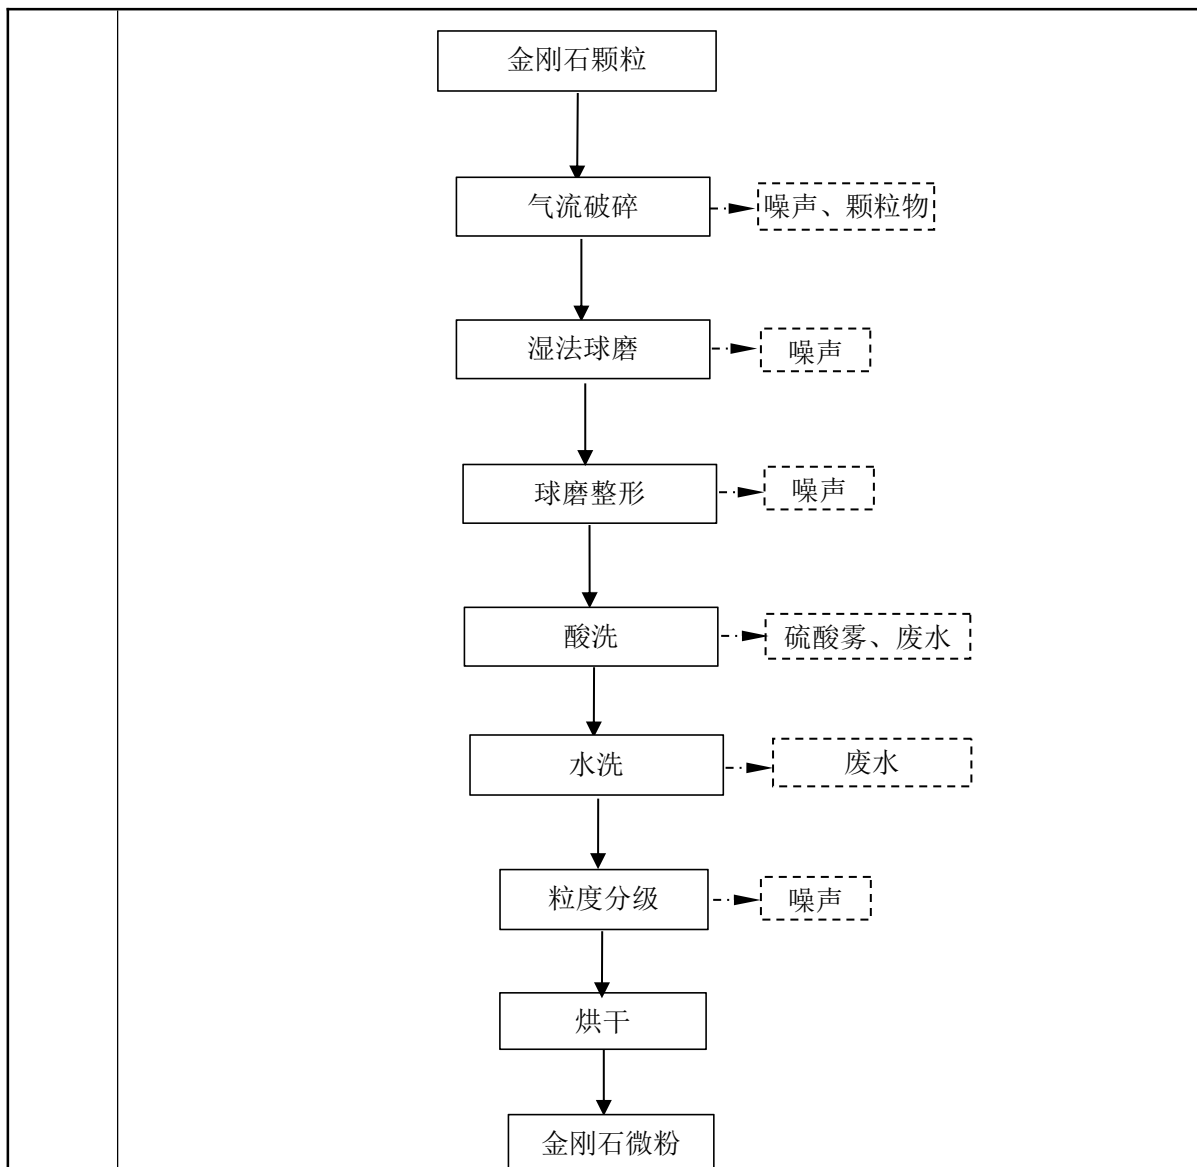 金刚石颗粒
气流破碎
噪声、颗粒物
湿法球磨
噪声
球磨整形
噪声
酸洗
硫酸雾、废水
水洗
废水
粒度分级
噪声
烘干
金刚石微粉